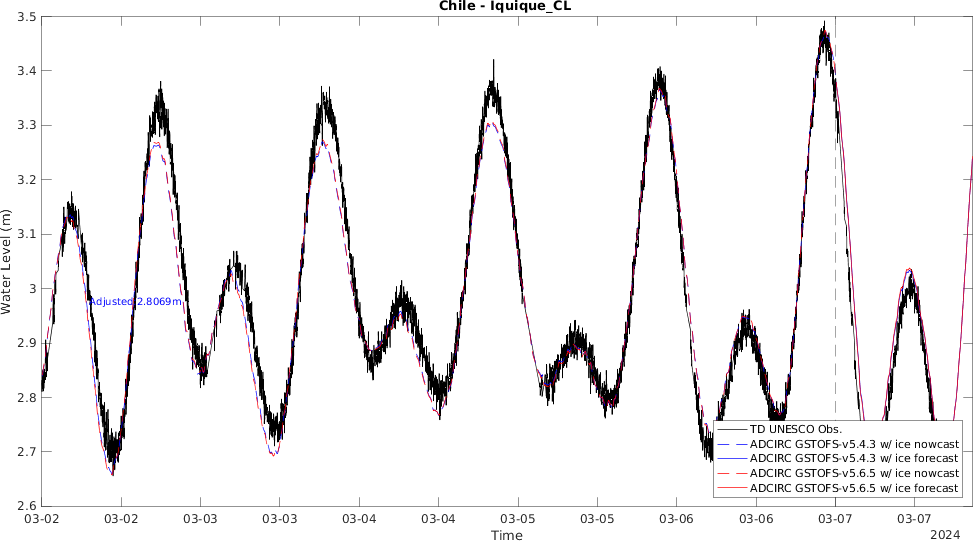 Chile - Iquique_CL
3.5
3.4
3.3
3.2
3.1
3
2.9
2.8
2.7
2.6
Water Level (m)
Adjusted 2.8069m
TD UNESCO Obs.
ADCIRC GSTOFS-v5.4.3 w/ ice nowcast
ADCIRC GSTOFS-v5.4.3 w/ ice forecast
ADCIRC GSTOFS-v5.6.5 w/ ice nowcast
ADCIRC GSTOFS-v5.6.5 w/ ice forecast
03-02 03-02 03-03 03-03 03-04 03-04 03-05 03-05 03-06 03-06 03-07 03-07
Time
2024